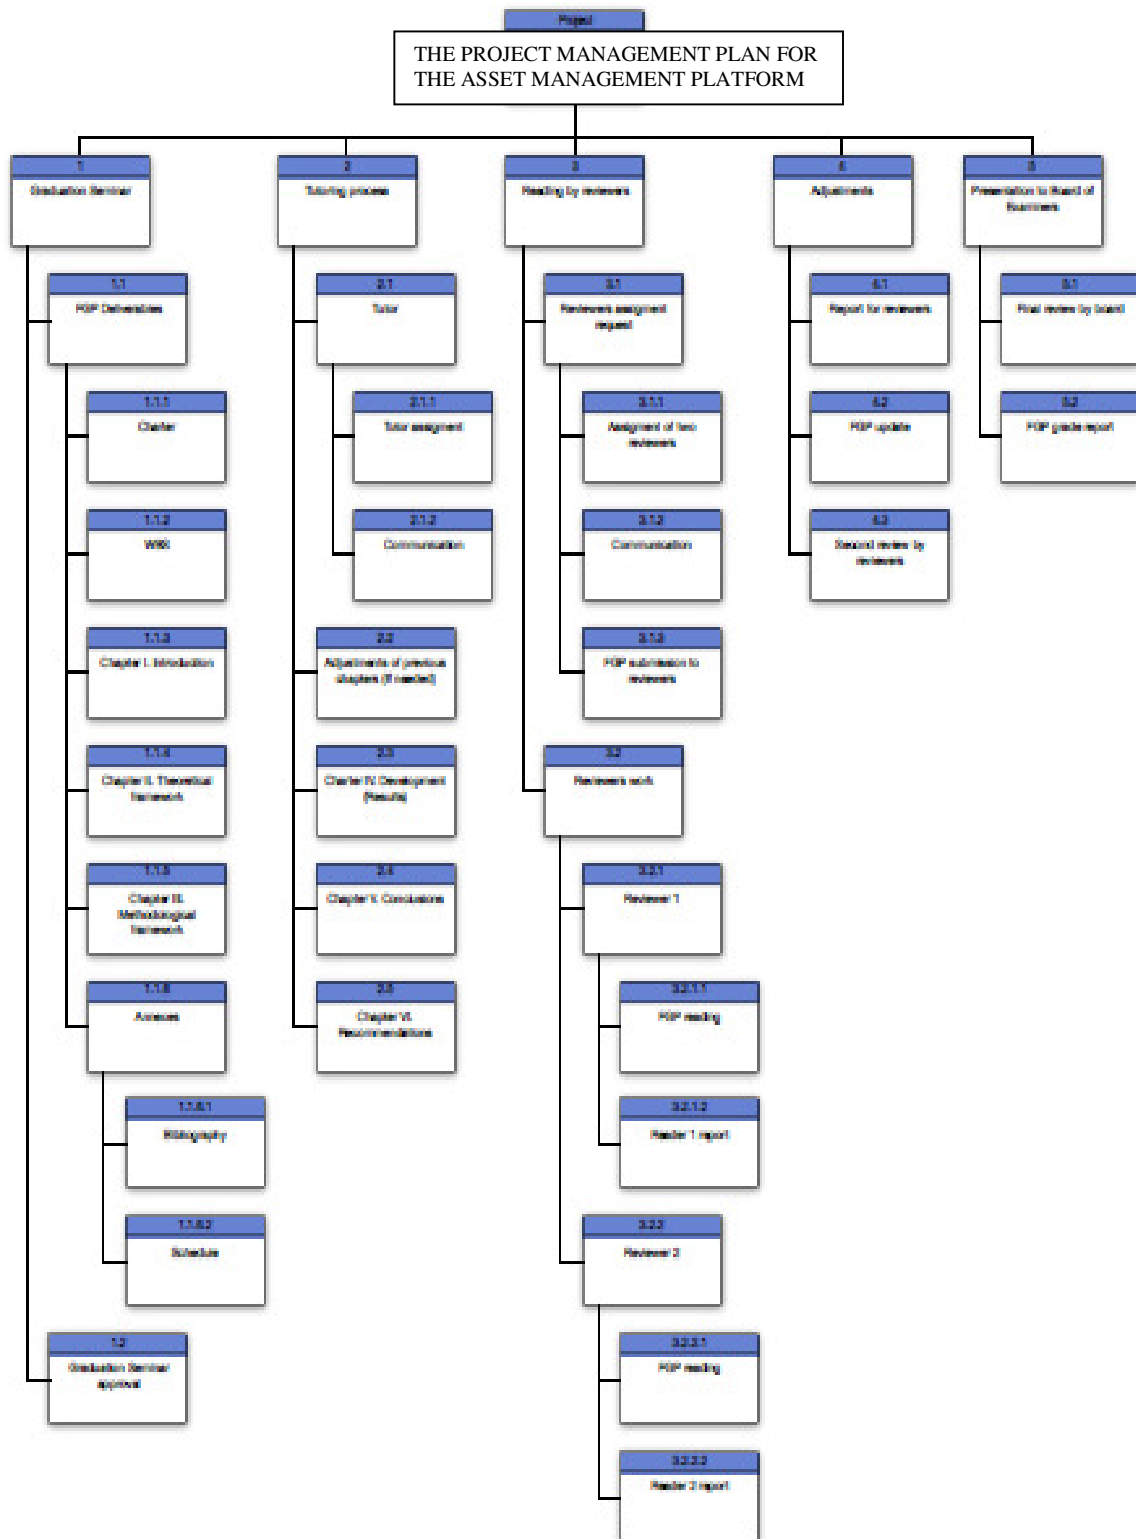 Project
THE PROJECT MANAGEMENT PLAN FOR
THE ASSET MANAGEMENT PLATFORM
1
Graduation Seminar
2
Tutoring process
3
Reading by reviewers
4
Adjustments
5
Presentation to Board of
Examiners
1.1
FGP Deliverables
2.1
Tutor
3.1
Reviewers assigment
request
4.1
Report for reviewers
5.1
Final review by board
1.1.1
Charter
2.1.1
Tutor assigment
3.1.1
Assigment of two
reviewers
4.2
FGP update
5.2
FGP grade report
1.1.2
WBS
2.1.2
Communication
3.1.2
Communication
4.3
Second review by
reviewers
1.1.3
Chapter I. Introduction
2.2
Adjustments of previous
chapters (If needed)
3.1.3
FGP submission to
reviewers
1.1.4
Chapter II. Theoretical
framework
2.3
Charter IV. Development
(Results)
3.2
Reviewers work
1.1.5
Chapter III.
Methodological
framework
2.4
Chapter V. Conclusions
3.2.1
Reviewer 1
1.1.6
Annexes
2.5
Chapter VI.
Recommendations
3.2.1.1
FGP reading
1.1.6.1
Bibliography
3.2.1.2
Reader 1 report
1.1.6.2
Schedule
3.2.2
Reviewer 2
1.2
Graduation Seminar
approval
3.2.2.1
FGP reading
3.2.2.2
Reader 2 report